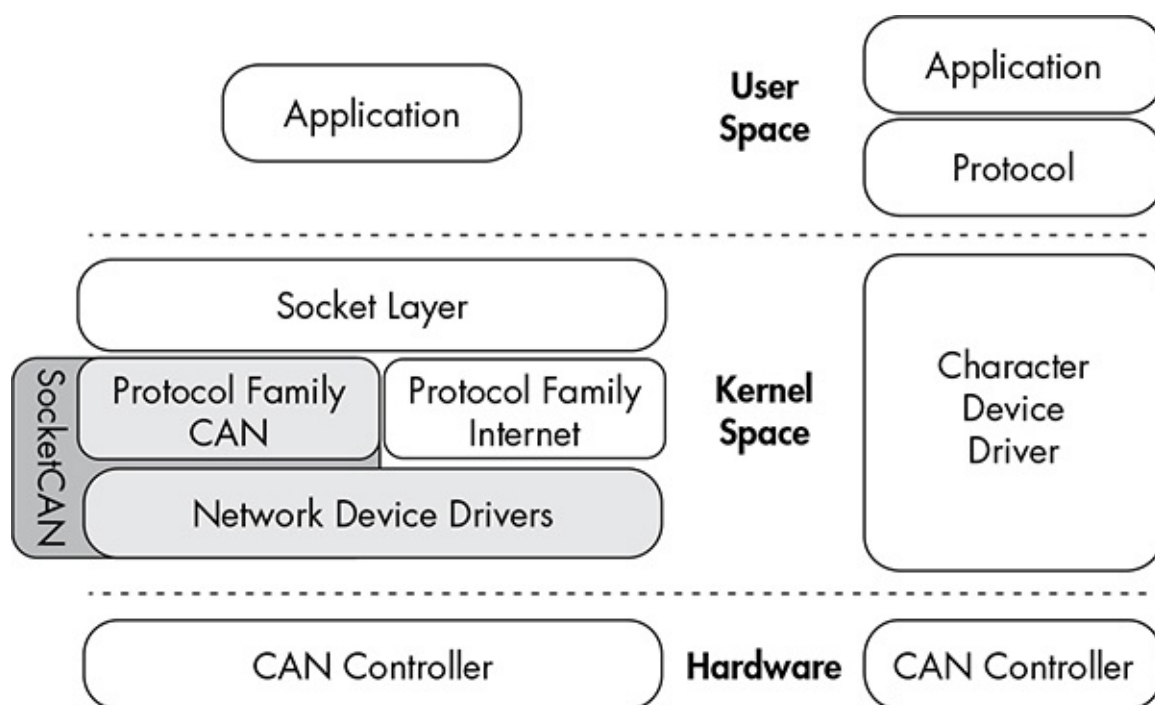 Application
User
Space
Application
Protocol
Socket Layer
SocketCAN
Protocol Family
CAN
Protocol Family
Internet
Network Device Drivers
Kernel
Space
Character
Device
Driver
CAN Controller
Hardware
CAN Controller